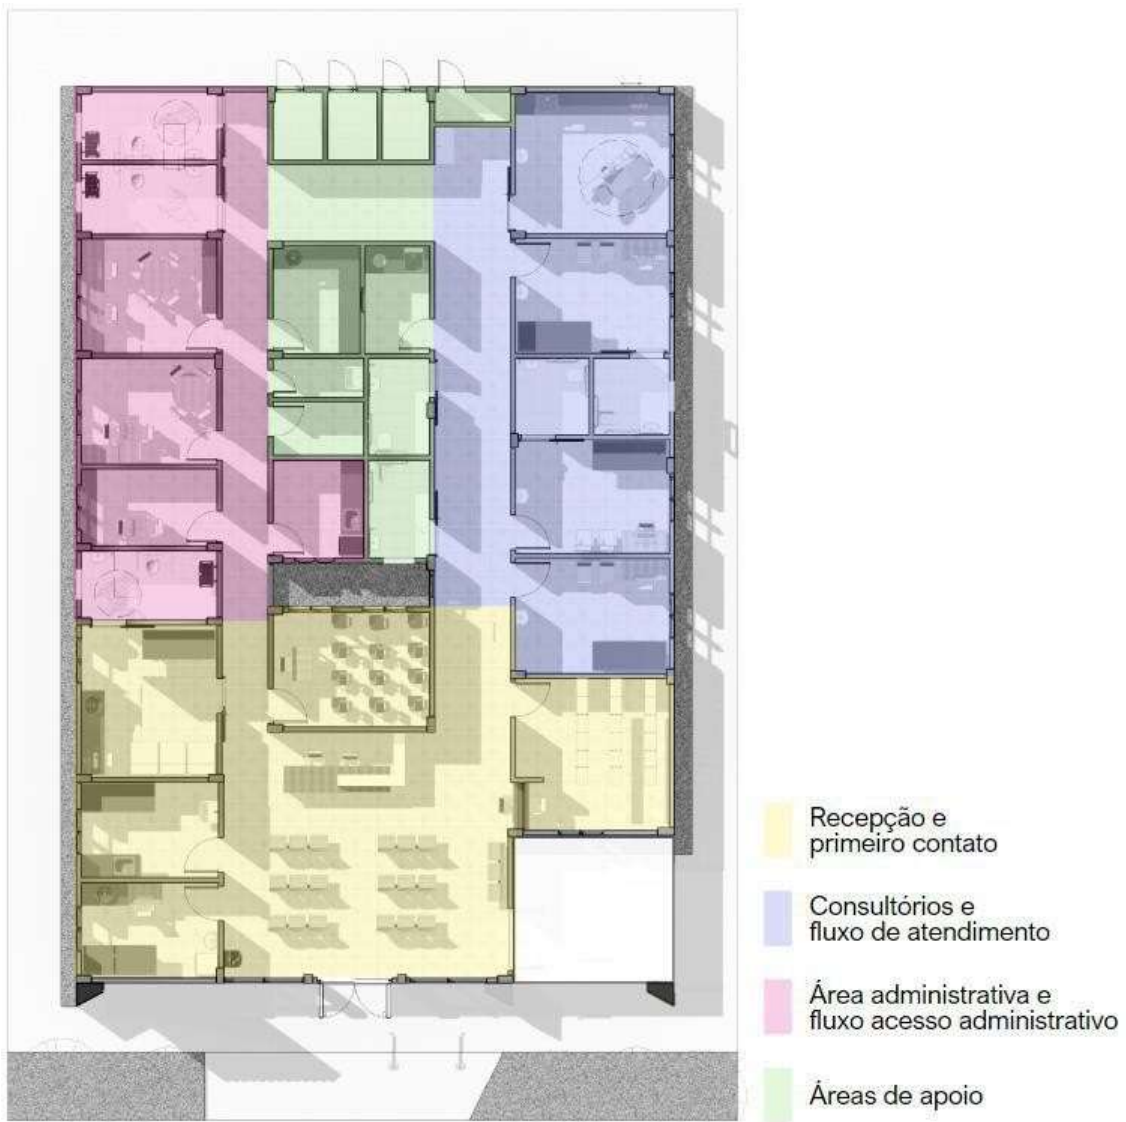 Recepção e
primeiro contato
Consultórios e
fluxo de atendimento
Área administrativa e
fluxo acesso administrativo
Áreas de apoio